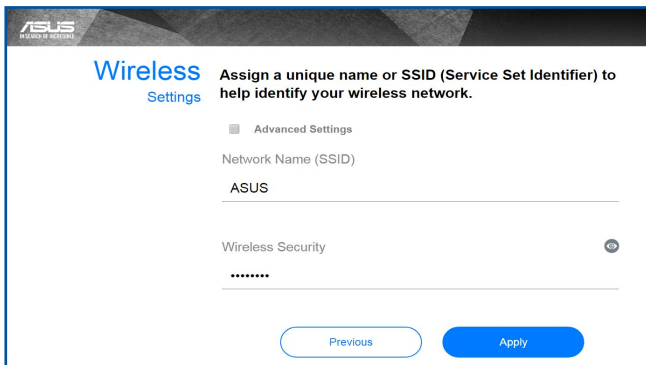 ASUS
IN SEARCH OF INCREDIBLE
Wireless
Settings
Assign a unique name or SSID (Service Set Identifier) to
help identify your wireless network.
Advanced Settings
Network Name (SSID)
ASUS
Wireless Security
••••••••
Previous
Apply